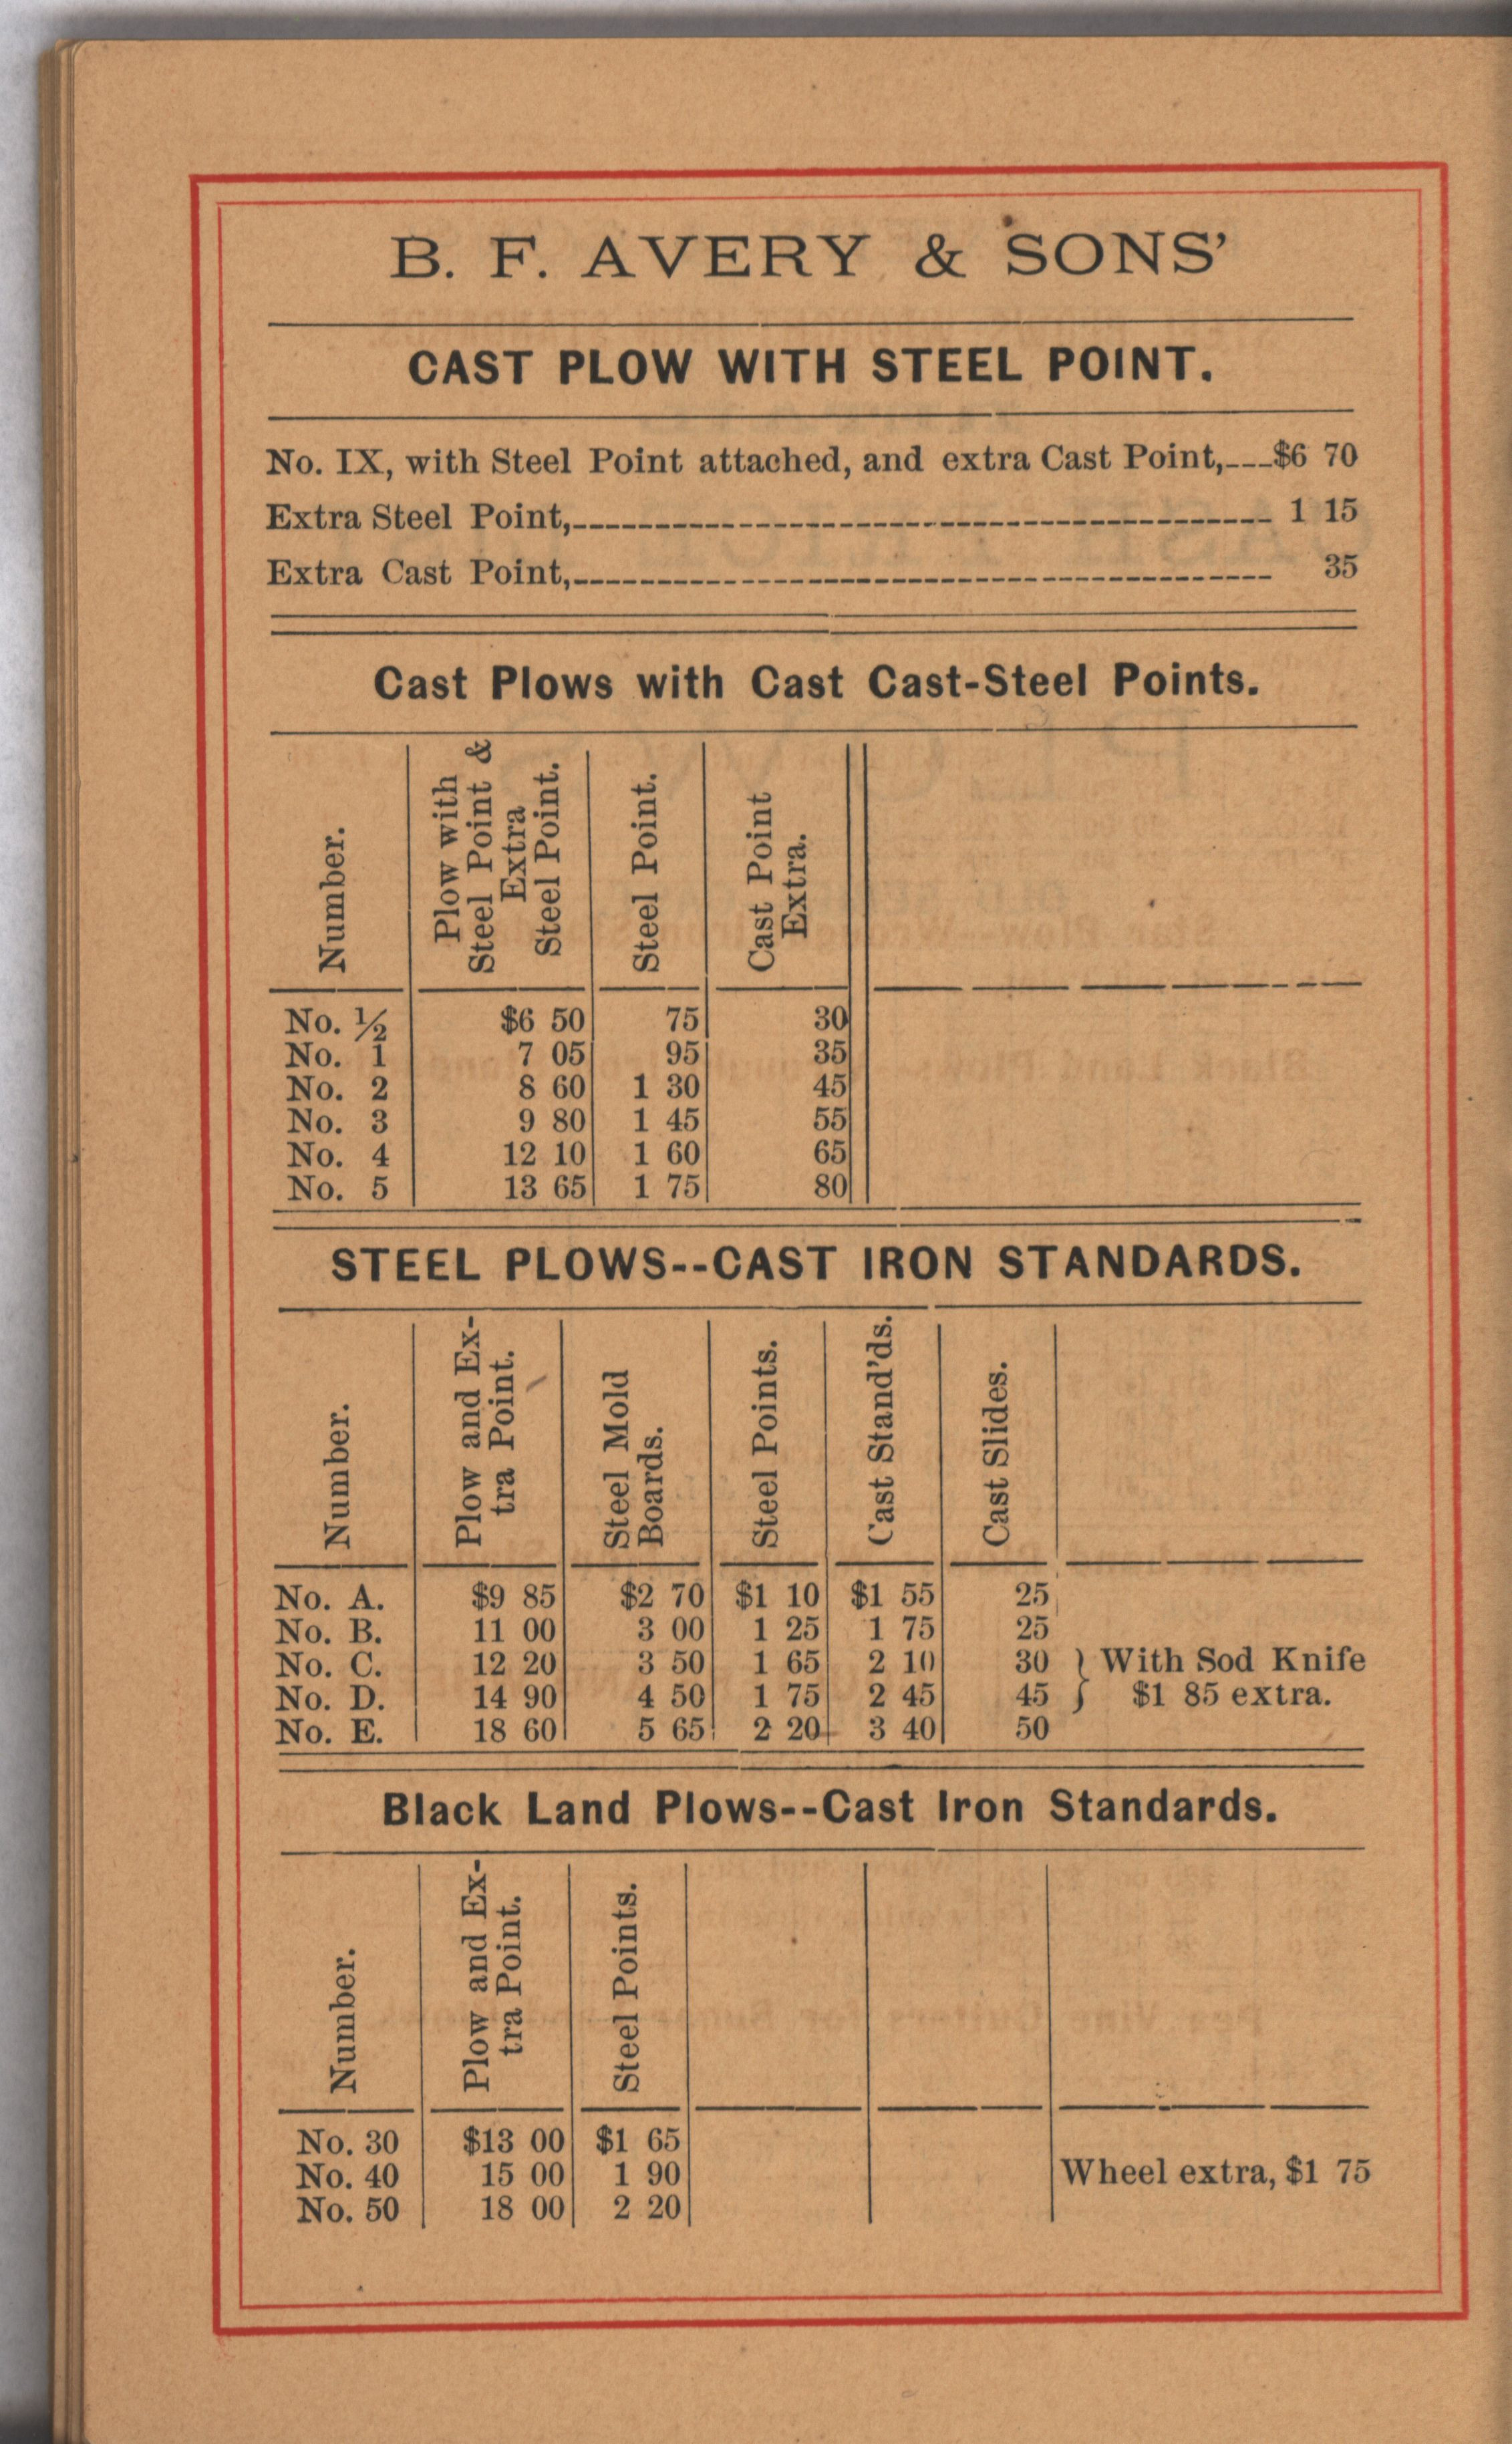 B. F. AVERY & SONS'
CAST PLOW WITH STEEL POINT.
No. IX, with Steel Point attached, and extra Cast Point,---$6 70
Extra Steel Point, 1 15
Extra Cast Point, 35
Cast Plows with Cast Cast-Steel Points.
Number.
Plow with
Steel Point &
Extra
Steel Point.
Steel Point.
Cast Point
Extra.
No. ½ $6 50 75 30
No. 1 7 05 95 35
No. 2 8 60 1 30 45
No. 3 9 80 1 45 55
No. 4 12 10 1 60 65
No. 5 13 65 1 75 80
STEEL PLOWS--CAST IRON STANDARDS.
Number.
Plow and Ex-
tra Point.
Steel Mold
Boards.
Steel Points.
Cast Stand'ds.
Cast Slides.
No. A. $9 85 $2 70 $1 10 $1 55 25
No. B. 11 00 3 00 1 25 1 75 25
No. C. 12 20 3 50 1 65 2 10 30 } With Sod Knife
No. D. 14 90 4 50 1 75 2 45 45 } $1 85 extra.
No. E. 18 60 5 65 2 20 3 40 50
Black Land Plows--Cast Iron Standards.
Number.
Plow and Ex-
tra Point.
Steel Points.
No. 30 $13 00 $1 65
No. 40 15 00 1 90 Wheel extra, $1 75
No. 50 18 00 2 20